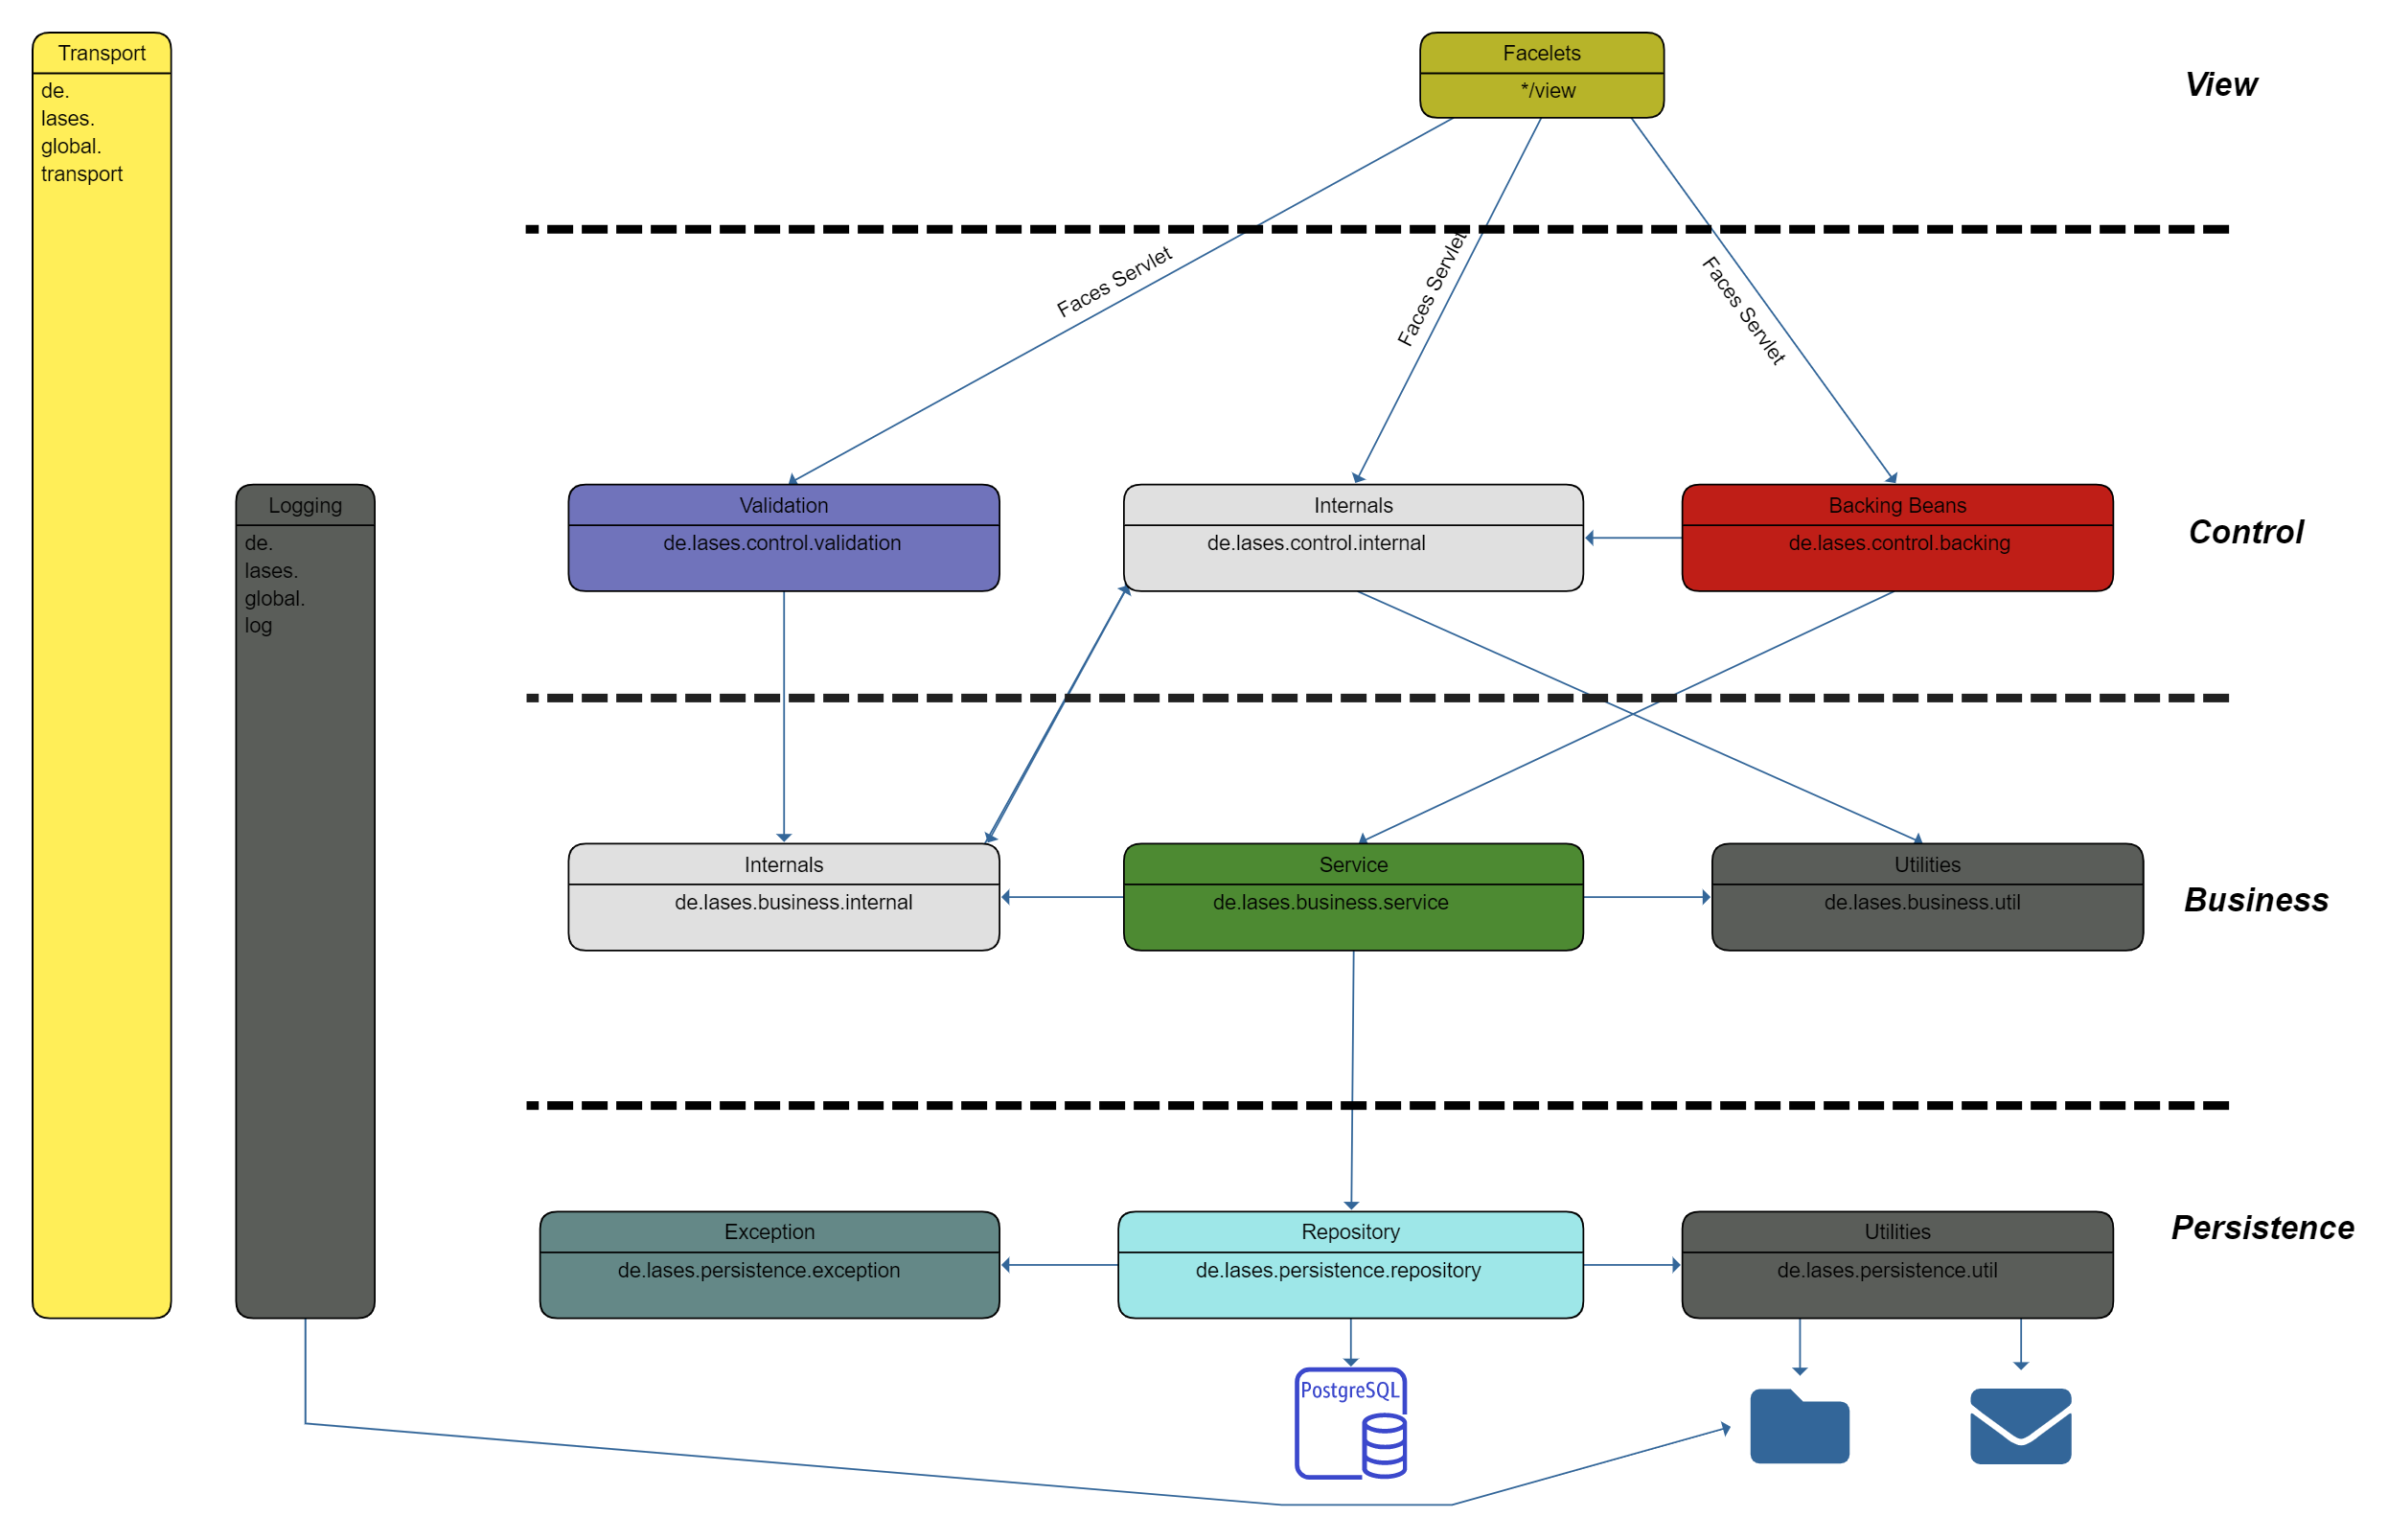 Transport
de.
lases.
global.
transport
Facelets
*/view
View
Faces Servlet
Faces Servlet
Faces Servlet
Logging
de.
lases.
global.
log
Validation
de.lases.control.validation
Internals
de.lases.control.internal
Backing Beans
de.lases.control.backing
Control
Internals
de.lases.business.internal
Service
de.lases.business.service
Utilities
de.lases.business.util
Business
Exception
de.lases.persistence.exception
Repository
de.lases.persistence.repository
Utilities
de.lases.persistence.util
Persistence
PostgreSQL